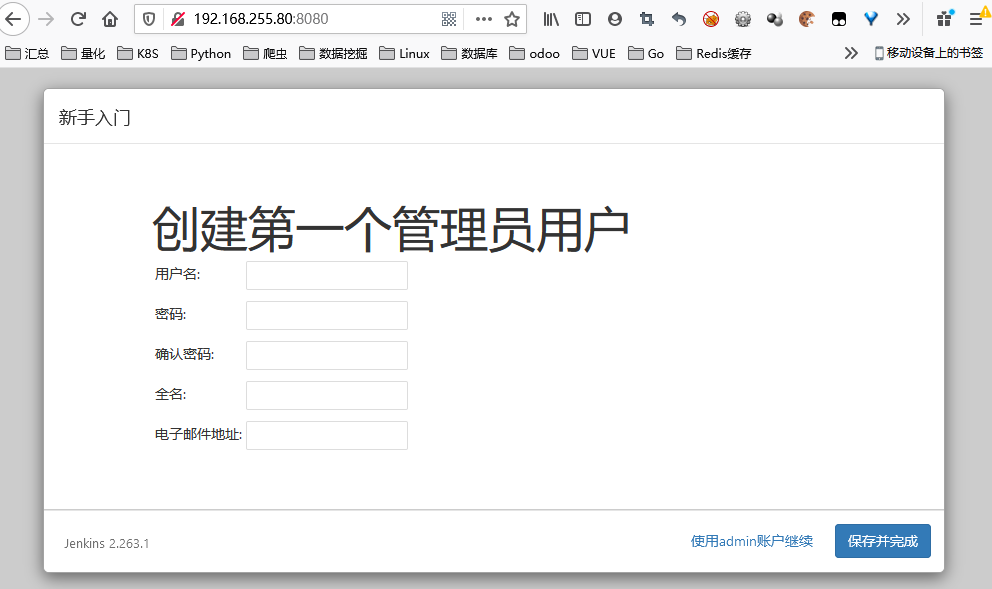 192.168.255.80:8080
汇总 量化 K8S Python 爬虫 数据挖掘 Linux 数据库 odoo VUE Go Redis缓存 移动设备上的书签
新手入门
创建第一个管理员用户
用户名:
密码:
确认密码:
全名:
电子邮件地址:
Jenkins 2.263.1 使用admin账户继续 保存并完成